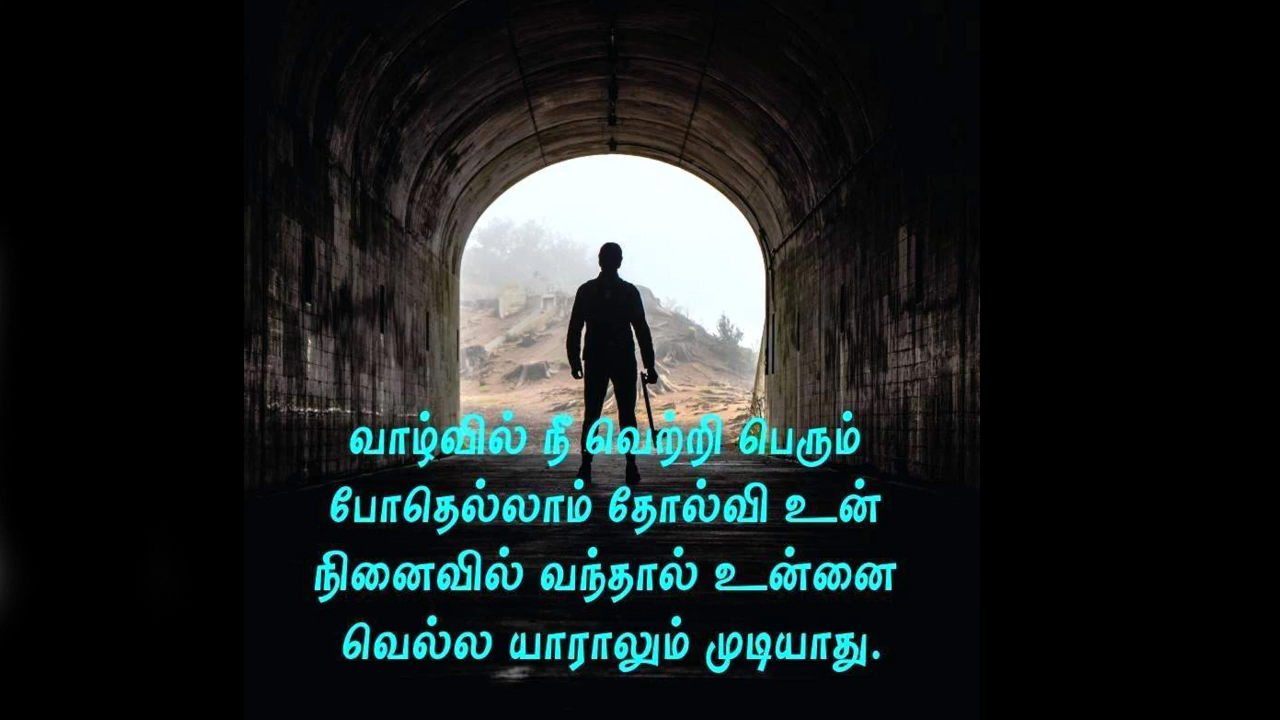 வாழ்வில் நீ வெற்றி பெரும்
போதெல்லாம் தோல்வி உன்
நினைவில் வந்தால் உன்னை
வெல்ல யாராலும் முடியாது.